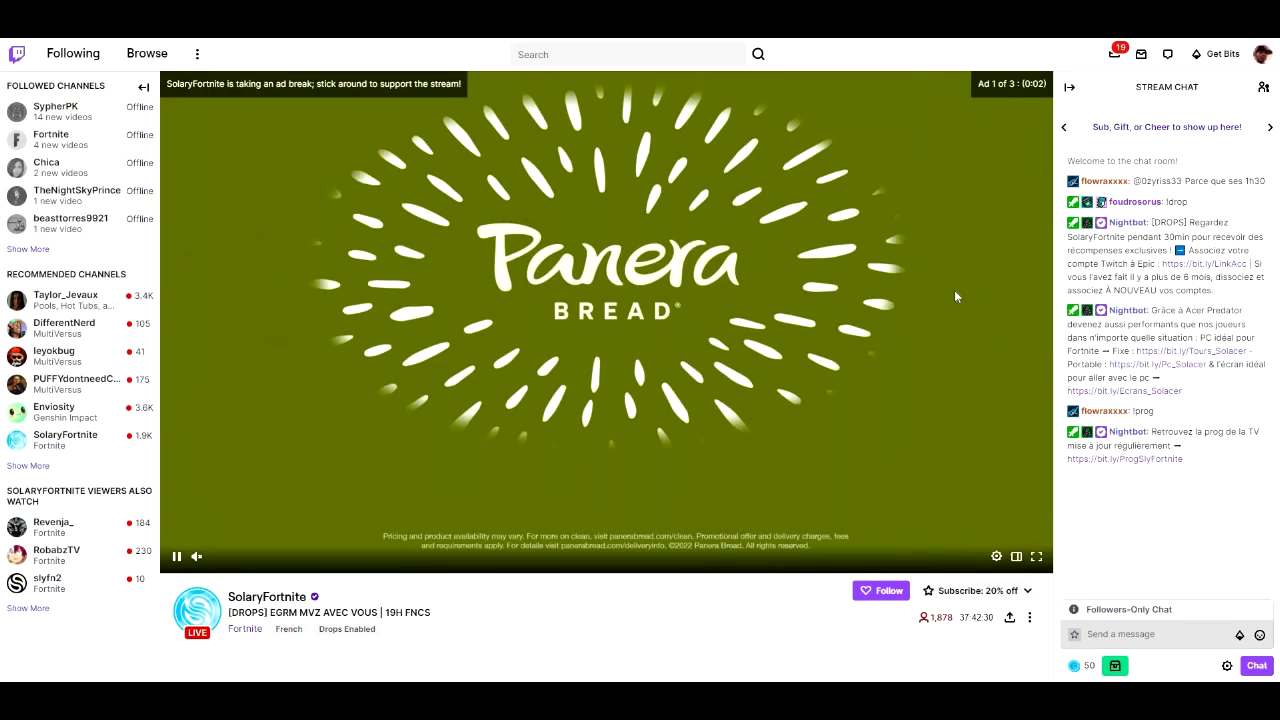 Following
Browse
Search
19
Get Bits
FOLLOWED CHANNELS
SypherPK
Offline
14 new videos
Fortnite
Offline
4 new videos
Chica
Offline
2 new videos
TheNightSkyPrince
Offline
1 new video
beasttorres9921
Offline
1 new video
Show More
RECOMMENDED CHANNELS
Taylor_Jevaux
3.4K
Pools, Hot Tubs, a...
DifferentNerd
105
MultiVersus
leyokbug
41
MultiVersus
PUFFYdontneedC...
175
MultiVersus
Enviosity
3.6K
Genshin Impact
SolaryFortnite
1.9K
Fortnite
Show More
SOLARYFORTNITE VIEWERS ALSO
WATCH
Revenja_
184
Fortnite
RobabzTV
230
Fortnite
slyfn2
10
Fortnite
Show More
SolaryFortnite is taking an ad break; stick around to support the stream!
Ad 1 of 3 : (0:02)
Panera
BREAD®
Pricing and product availability may vary. For more on clean, visit panerabread.com/clean. Promotional offer and delivery charges, fees
and requirements apply. For details visit panerabread.com/deliveryinfo. ©2022 Panera Bread. All rights reserved.
LIVE
SolaryFortnite
[DROPS] EGRM MVZ AVEC VOUS | 19H FNCS
Fortnite
French
Drops Enabled
Follow
Subscribe: 20% off
1,878
37:42:30
STREAM CHAT
Sub, Gift, or Cheer to show up here!
Welcome to the chat room!
flowraxxxx: @0zyriss33 Parce que ses 1h30
foudrosorus: !drop
Nightbot: [DROPS] Regardez
SolaryFortnite pendant 30min pour recevoir des
récompenses exclusives ! ➡ Associez votre
compte Twitch à Epic : https://bit.ly/LinkAcc | Si
vous l'avez fait il y a plus de 6 mois, dissociez et
associez À NOUVEAU vos comptes.
Nightbot: Grâce à Acer Predator
devenez aussi performants que nos joueurs
dans n'importe quelle situation : PC idéal pour
Fortnite ➞ Fixe : https://bit.ly/Tours_Solacer -
Portable : https://bit.ly/Pc_Solacer & l'écran idéal
pour aller avec le pc ➞
https://bit.ly/Ecrans_Solacer
flowraxxxx: !prog
Nightbot: Retrouvez la prog de la TV
mise à jour régulièrement ➞
https://bit.ly/ProgSlyFortnite
Followers-Only Chat
Send a message
50
Chat